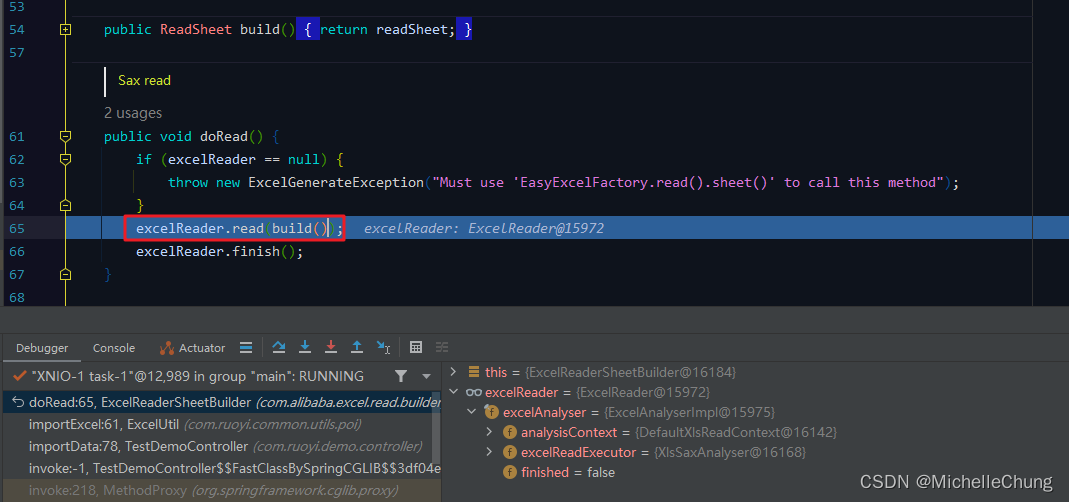 53
54 public ReadSheet build() { return readSheet; }
57
Sax read
2 usages
61 public void doRead() {
62 if (excelReader == null) {
63 throw new ExcelGenerateException("Must use 'EasyExcelFactory.read().sheet()' to call this method");
64 }
65 excelReader.read(build()); excelReader: ExcelReader@15972
66 excelReader.finish();
67 }
68
Debugger Console Actuator
"XNIO-1 task-1"@12,989 in group "main": RUNNING
doRead:65, ExcelReaderSheetBuilder (com.alibaba.excel.read.builder
importExcel:61, ExcelUtil (com.ruoyi.common.utils.poi)
importData:78, TestDemoController (com.ruoyi.demo.controller)
invoke:-1, TestDemoController$$FastClassBySpringCGLIB$$3df04e
invoke:218, MethodProxy (org.springframework.cglib.proxy)
this = {ExcelReaderSheetBuilder@16184}
excelReader = {ExcelReader@15972}
excelAnalyser = {ExcelAnalyserImpl@15975}
analysisContext = {DefaultXlsReadContext@16142}
excelReadExecutor = {XlsSaxAnalyser@16168}
finished = false
CSDN @MichelleChung